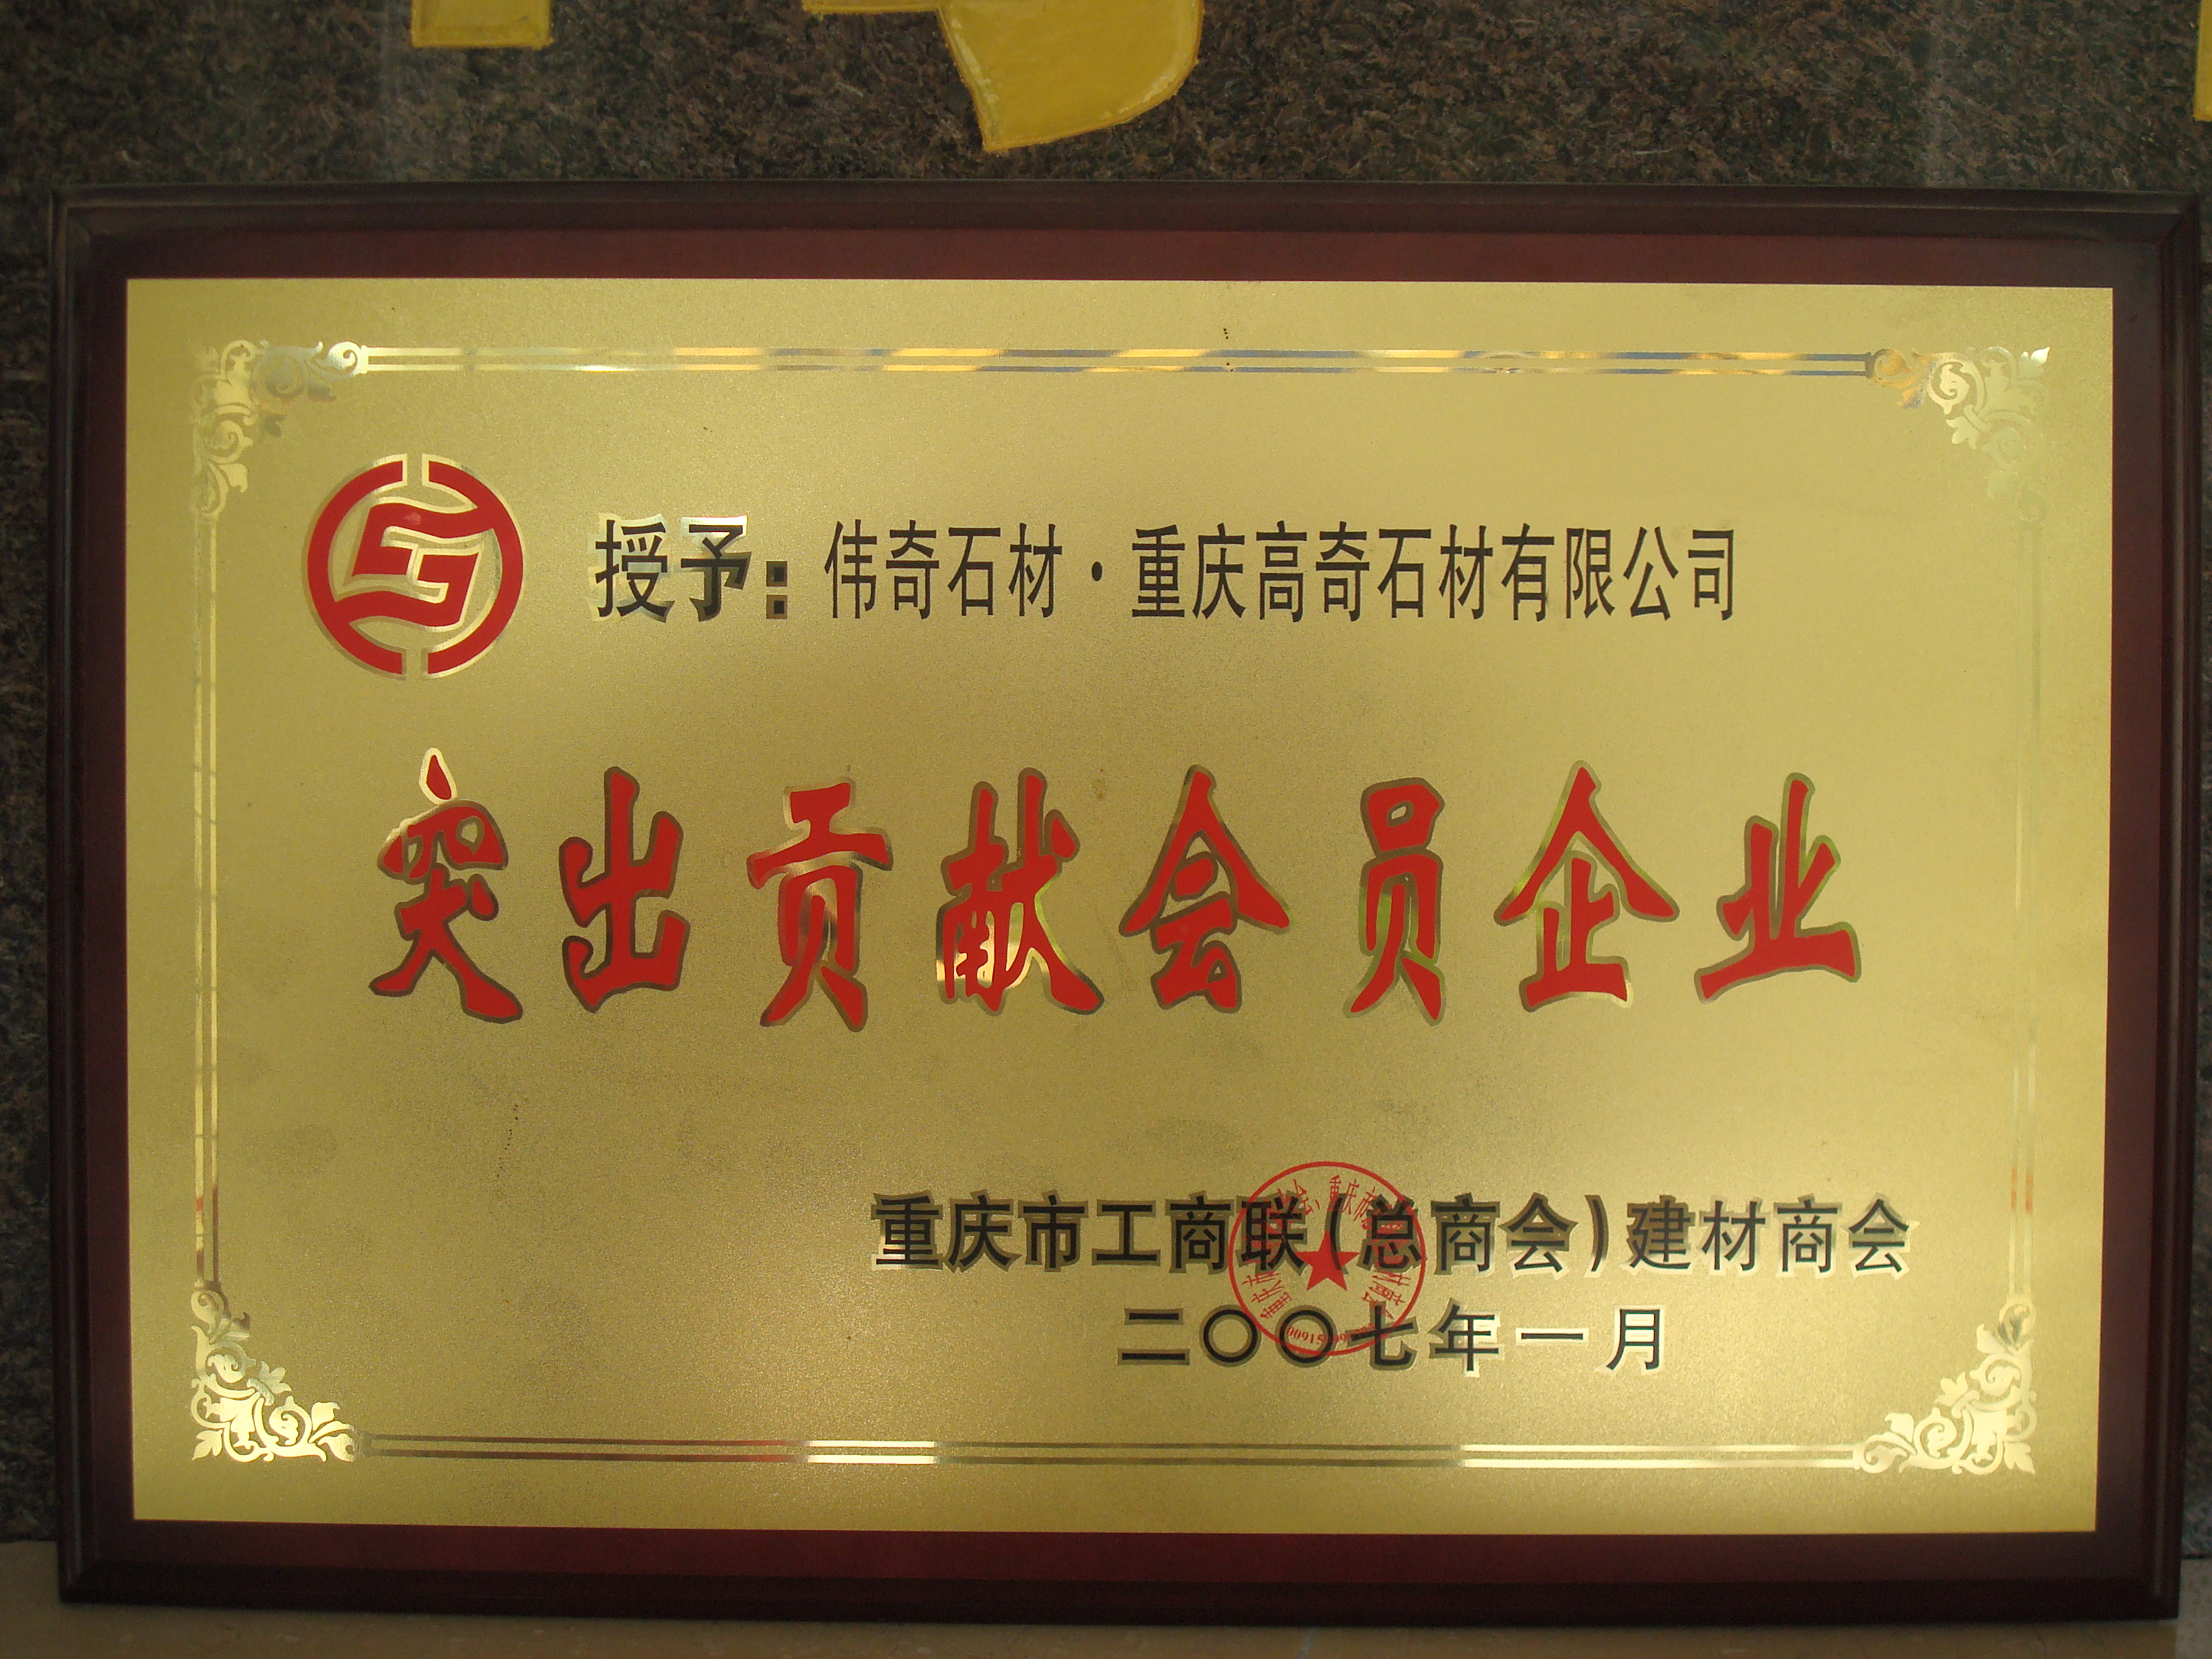 授予：伟奇石材·重庆高奇石材有限公司
突出贡献会员企业
重庆市工商联（总商会）建材商会
二〇〇七年一月